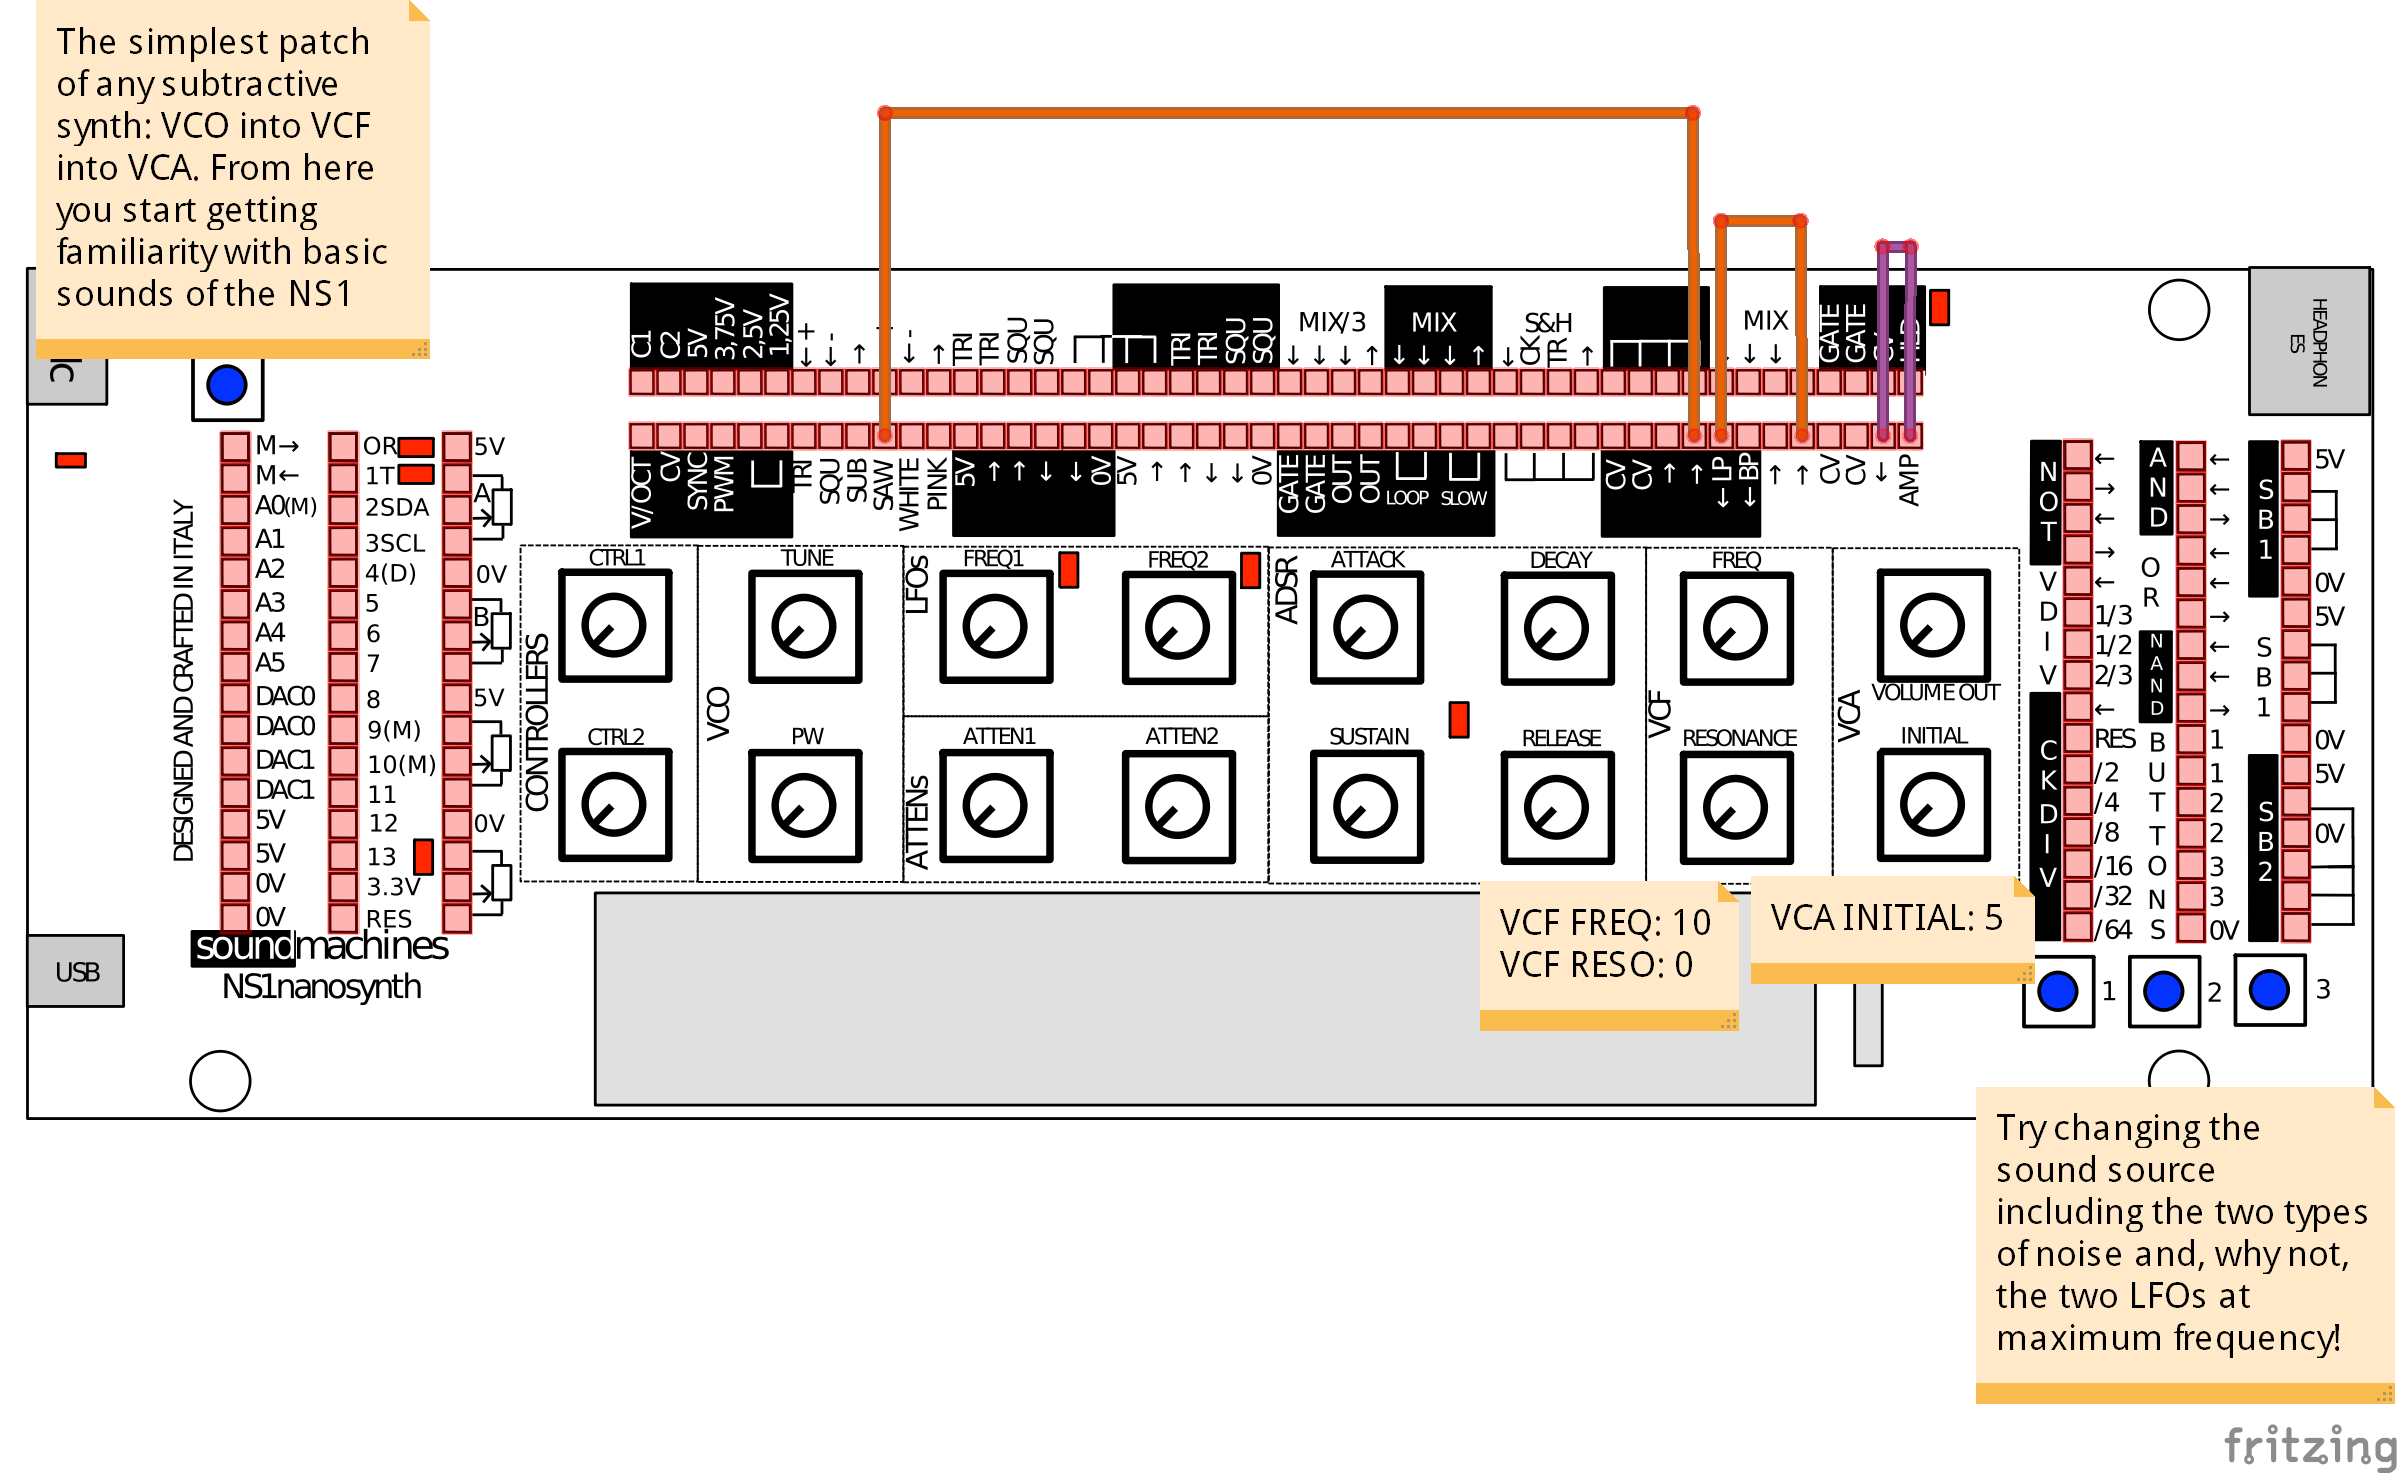 The simplest patch
of any subtractive
synth: VCO into VCF
into VCA. From here
you start getting
familiarity with basic
sounds of the NS1
HEADPHON
ES
C1
C2
5V
3,75V
2,5V
1,25V
↓ +
↓ -
↑
↓ -
↑
TRI
TRI
SQU
SQU
TRI
TRI
SQU
SQU
MIX/3
↓ ↓ ↓ ↑
MIX
↓ ↓ ↓ ↑
S&H
↓
CK
TR
↑
MIX
↓ ↓
GATE
GATE
V/OCT
CV
SYNC
PWM
TRI
SQU
SUB
SAW
WHITE
PINK
5V
↑ ↑ ↓ ↓
0V
5V
↑ ↑ ↓ ↓
0V
GATE
GATE
OUT
OUT
LOOP
SLOW
CV
CV
↑ ↑
←LP
←BP
↑ ↑
CV
CV
↓
AMP
DESIGNED AND CRAFTED IN ITALY
M→
M←
A0(M)
A1
A2
A3
A4
A5
DAC0
DAC0
DAC1
DAC1
5V
5V
0V
0V
OR
1T
2SDA
3SCL
4(D)
5
6
7
8
9(M)
10(M)
11
12
13
3.3V
RES
5V
A
0V
B
5V
0V
soundmachines
NS1nanosynth
USB
CONTROLLERS
CTRL1
CTRL2
VCO
TUNE
PW
LFOs
FREQ1
FREQ2
ATTENs
ATTEN1
ATTEN2
ADSR
ATTACK
DECAY
SUSTAIN
RELEASE
VCF
FREQ
RESONANCE
VCA
VOLUME OUT
INITIAL
NOT
←
→
←
→
VDIV
←
1/3
1/2
2/3
CKDIV
←
RES
/2
/4
/8
/16
/32
/64
AND
←
←
→
OR
←
←
→
NAND
←
←
→
BUTTONS
1
1
2
2
3
3
0V
SB1
5V
0V
SB1
5V
0V
SB2
5V
0V
1
2
3
VCF FREQ: 10
VCF RESO: 0
VCA INITIAL: 5
Try changing the
sound source
including the two types
of noise and, why not,
the two LFOs at
maximum frequency!
fritzing